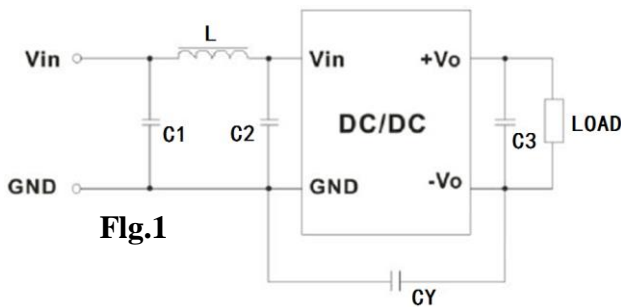 L
Vin
Vin
+Vo
C1
C2
DC/DC
C3
LOAD
GND
GND
-Vo
Flg.1
CY